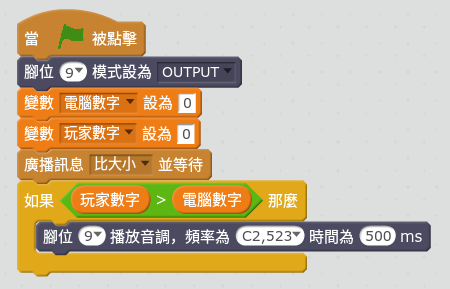 當 被點擊
腳位 9 模式設為 OUTPUT
變數 電腦數字 設為 0
變數 玩家數字 設為 0
廣播訊息 比大小 並等待
如果 玩家數字 > 電腦數字 那麼
腳位 9 播放音調，頻率為 C2,523 時間為 500 ms